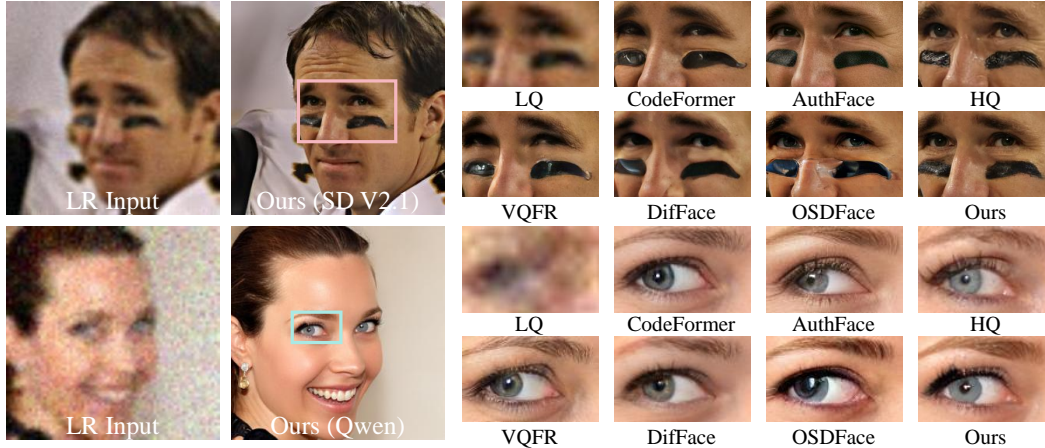 LR Input
Ours (SD V2.1)
LQ
CodeFormer
AuthFace
HQ
VQFR
DifFace
OSDFace
Ours
LR Input
Ours (Qwen)
LQ
CodeFormer
AuthFace
HQ
VQFR
DifFace
OSDFace
Ours